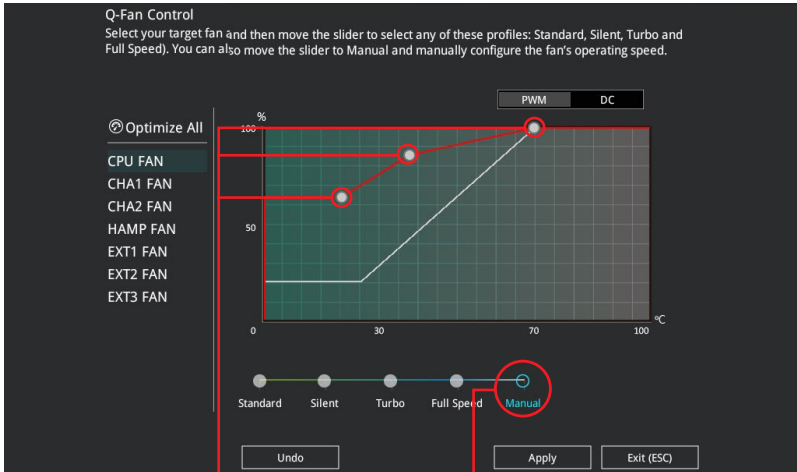 Q-Fan Control
Select your target fan and then move the slider to select any of these profiles: Standard, Silent, Turbo and
Full Speed). You can also move the slider to Manual and manually configure the fan's operating speed.
PWM DC
Optimize All
CPU FAN
CHA1 FAN
CHA2 FAN
HAMP FAN
EXT1 FAN
EXT2 FAN
EXT3 FAN
%
100
50
0 30 70 100
ºC
Standard Silent Turbo Full Speed Manual
Undo Apply Exit (ESC)